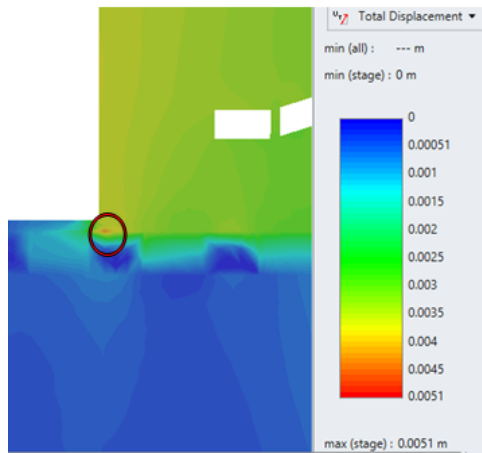 Total Displacement
min (all) : --- m
min (stage) : 0 m
0
0.00051
0.001
0.0015
0.002
0.0025
0.003
0.0035
0.004
0.0045
0.0051
max (stage) : 0.0051 m